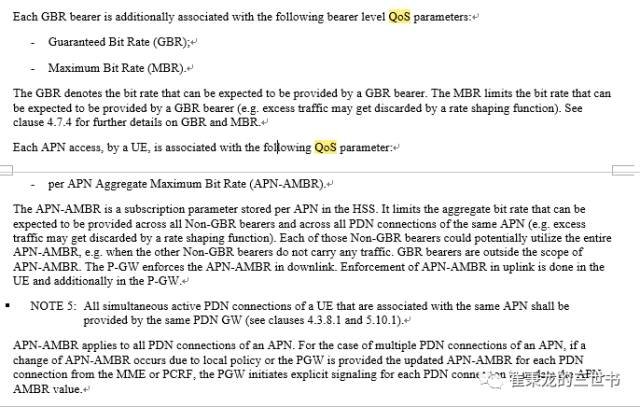 Each GBR bearer is additionally associated with the following bearer level QoS parameters:↵
- Guaranteed Bit Rate (GBR);↵
- Maximum Bit Rate (MBR).↵
The GBR denotes the bit rate that can be expected to be provided by a GBR bearer. The MBR limits the bit rate that can
be expected to be provided by a GBR bearer (e.g. excess traffic may get discarded by a rate shaping function). See
clause 4.7.4 for further details on GBR and MBR.↵
Each APN access, by a UE, is associated with the following QoS parameter:↵
- per APN Aggregate Maximum Bit Rate (APN-AMBR).↵
The APN-AMBR is a subscription parameter stored per APN in the HSS. It limits the aggregate bit rate that can be
expected to be provided across all Non-GBR bearers and across all PDN connections of the same APN (e.g. excess
traffic may get discarded by a rate shaping function). Each of those Non-GBR bearers could potentially utilize the entire
APN-AMBR, e.g. when the other Non-GBR bearers do not carry any traffic. GBR bearers are outside the scope of
APN-AMBR. The P-GW enforces the APN-AMBR in downlink. Enforcement of APN-AMBR in uplink is done in the
UE and additionally in the P-GW.↵
▪ NOTE 5: All simultaneous active PDN connections of a UE that are associated with the same APN shall be
provided by the same PDN GW (see clauses 4.3.8.1 and 5.10.1).↵
APN-AMBR applies to all PDN connections of an APN. For the case of multiple PDN connections of an APN, if a
change of APN-AMBR occurs due to local policy or the PGW is provided the updated APN-AMBR for each PDN
connection from the MME or PCRF, the PGW initiates explicit signaling for each PDN
AMBR value.↵
崔秉龙的兰世书